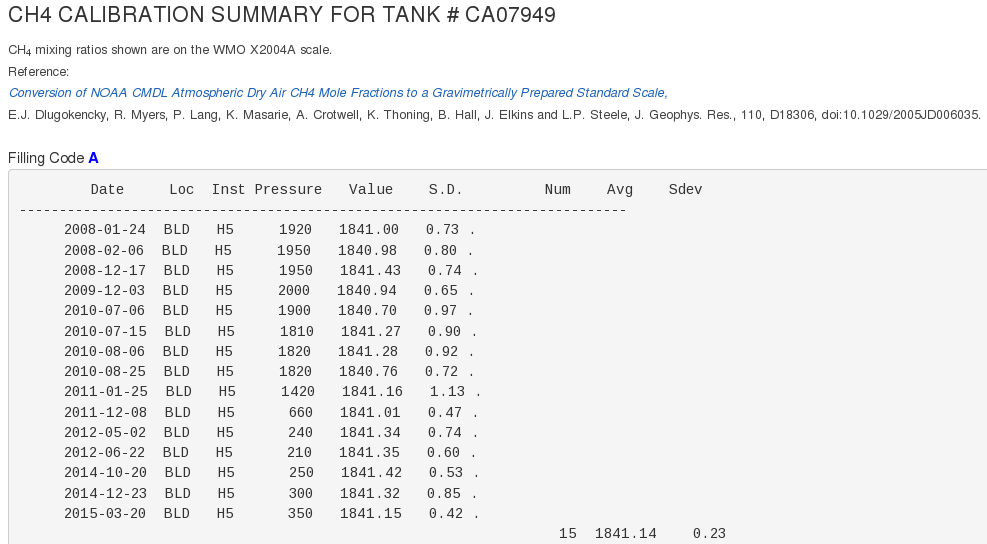 CH4 CALIBRATION SUMMARY FOR TANK # CA07949
CH4 mixing ratios shown are on the WMO X2004A scale.
Reference:
Conversion of NOAA CMDL Atmospheric Dry Air CH4 Mole Fractions to a Gravimetrically Prepared Standard Scale,
E.J. Dlugokencky, R. Myers, P. Lang, K. Masarie, A. Crotwell, K. Thoning, B. Hall, J. Elkins and L.P. Steele, J. Geophys. Res., 110, D18306, doi:10.1029/2005JD006035.
Filling Code A
Date Loc Inst Pressure Value S.D. Num Avg Sdev
---------------------------------------------------------------------------
2008-01-24 BLD H5 1920 1841.00 0.73 .
2008-02-06 BLD H5 1950 1840.98 0.80 .
2008-12-17 BLD H5 1950 1841.43 0.74 .
2009-12-03 BLD H5 2000 1840.94 0.65 .
2010-07-06 BLD H5 1900 1840.70 0.97 .
2010-07-15 BLD H5 1810 1841.27 0.90 .
2010-08-06 BLD H5 1820 1841.28 0.92 .
2010-08-25 BLD H5 1820 1840.76 0.72 .
2011-01-25 BLD H5 1420 1841.16 1.13 .
2011-12-08 BLD H5 660 1841.01 0.47 .
2012-05-02 BLD H5 240 1841.34 0.74 .
2012-06-22 BLD H5 210 1841.35 0.60 .
2014-10-20 BLD H5 250 1841.42 0.53 .
2014-12-23 BLD H5 300 1841.32 0.85 .
2015-03-20 BLD H5 350 1841.15 0.42 .
15 1841.14 0.23